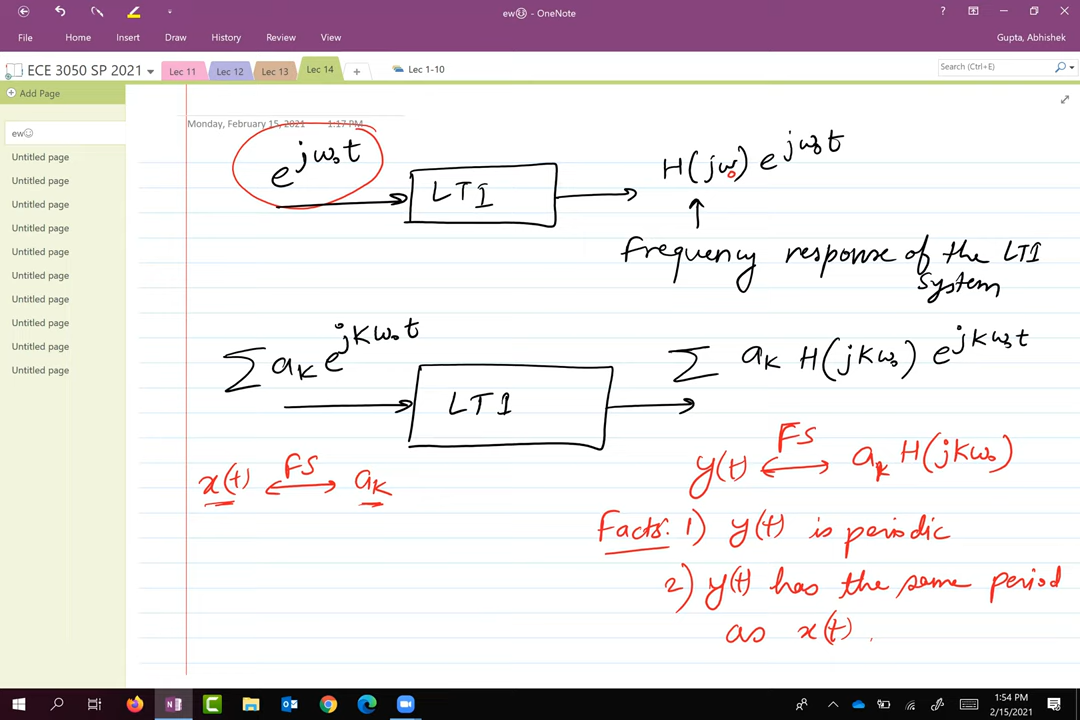 ew☺ - OneNote
Gupta, Abhishek
File Home Insert Draw History Review View
ECE 3050 SP 2021 Lec 11 Lec 12 Lec 13 Lec 14 + Lec 1-10
Search (Ctrl+E)
Add Page
ew☺
Untitled page
Untitled page
Untitled page
Untitled page
Untitled page
Untitled page
Untitled page
Untitled page
Untitled page
Untitled page
Monday, February 15, 2021 1:17 PM
e^{jω₀t} → LTI → H(jω₀) e^{jω₀t}
↑
frequency response of the LTI
system
∑ a_K e^{jKω₀t} → LTI → ∑ a_K H(jKω₀) e^{jKω₀t}
x(t) ⟷ FS a_K
y(t) ⟷ FS a_K H(jKω₀)
Facts: 1) y(t) is periodic
2) y(t) has the same period
as x(t).
1:54 PM
2/15/2021